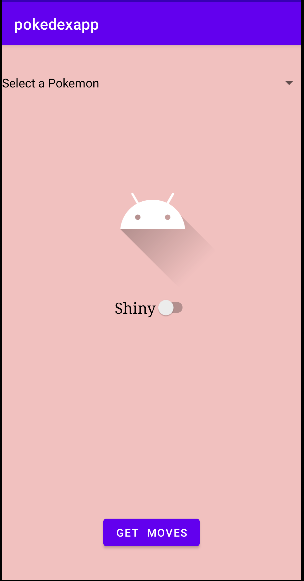 pokedexapp
Select a Pokemon
Shiny
GET MOVES